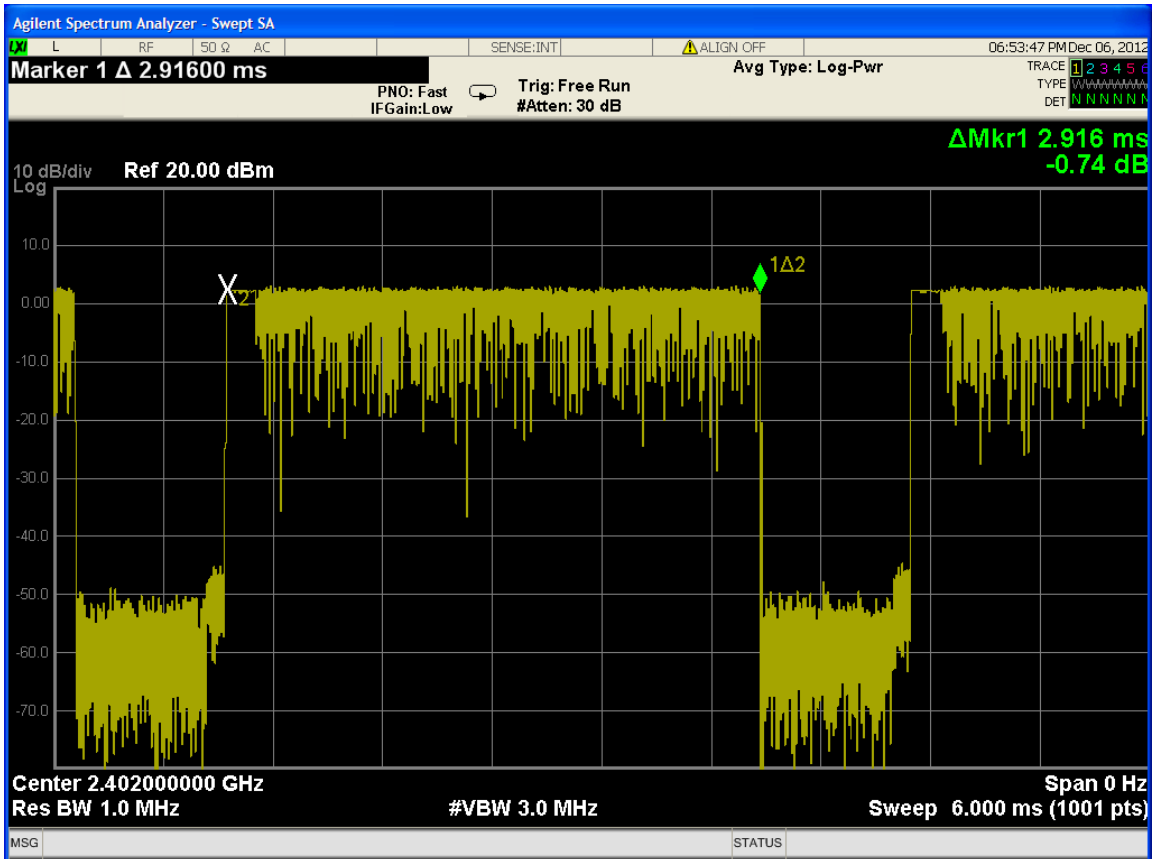 Agilent Spectrum Analyzer - Swept SA
LXI L RF 50 Ω AC SENSE:INT ALIGN OFF 06:53:47 PM Dec 06, 2012
Marker 1 Δ 2.91600 ms
Avg Type: Log-Pwr
TRACE 1 2 3 4 5 6
PNO: Fast Trig: Free Run
TYPE
IFGain:Low #Atten: 30 dB
DET N N N N N N
ΔMkr1 2.916 ms
-0.74 dB
10 dB/div Ref 20.00 dBm
Log
10.0
1Δ2
2
0.00
-10.0
-20.0
-30.0
-40.0
-50.0
-60.0
-70.0
Center 2.402000000 GHz Span 0 Hz
Res BW 1.0 MHz #VBW 3.0 MHz Sweep 6.000 ms (1001 pts)
MSG STATUS